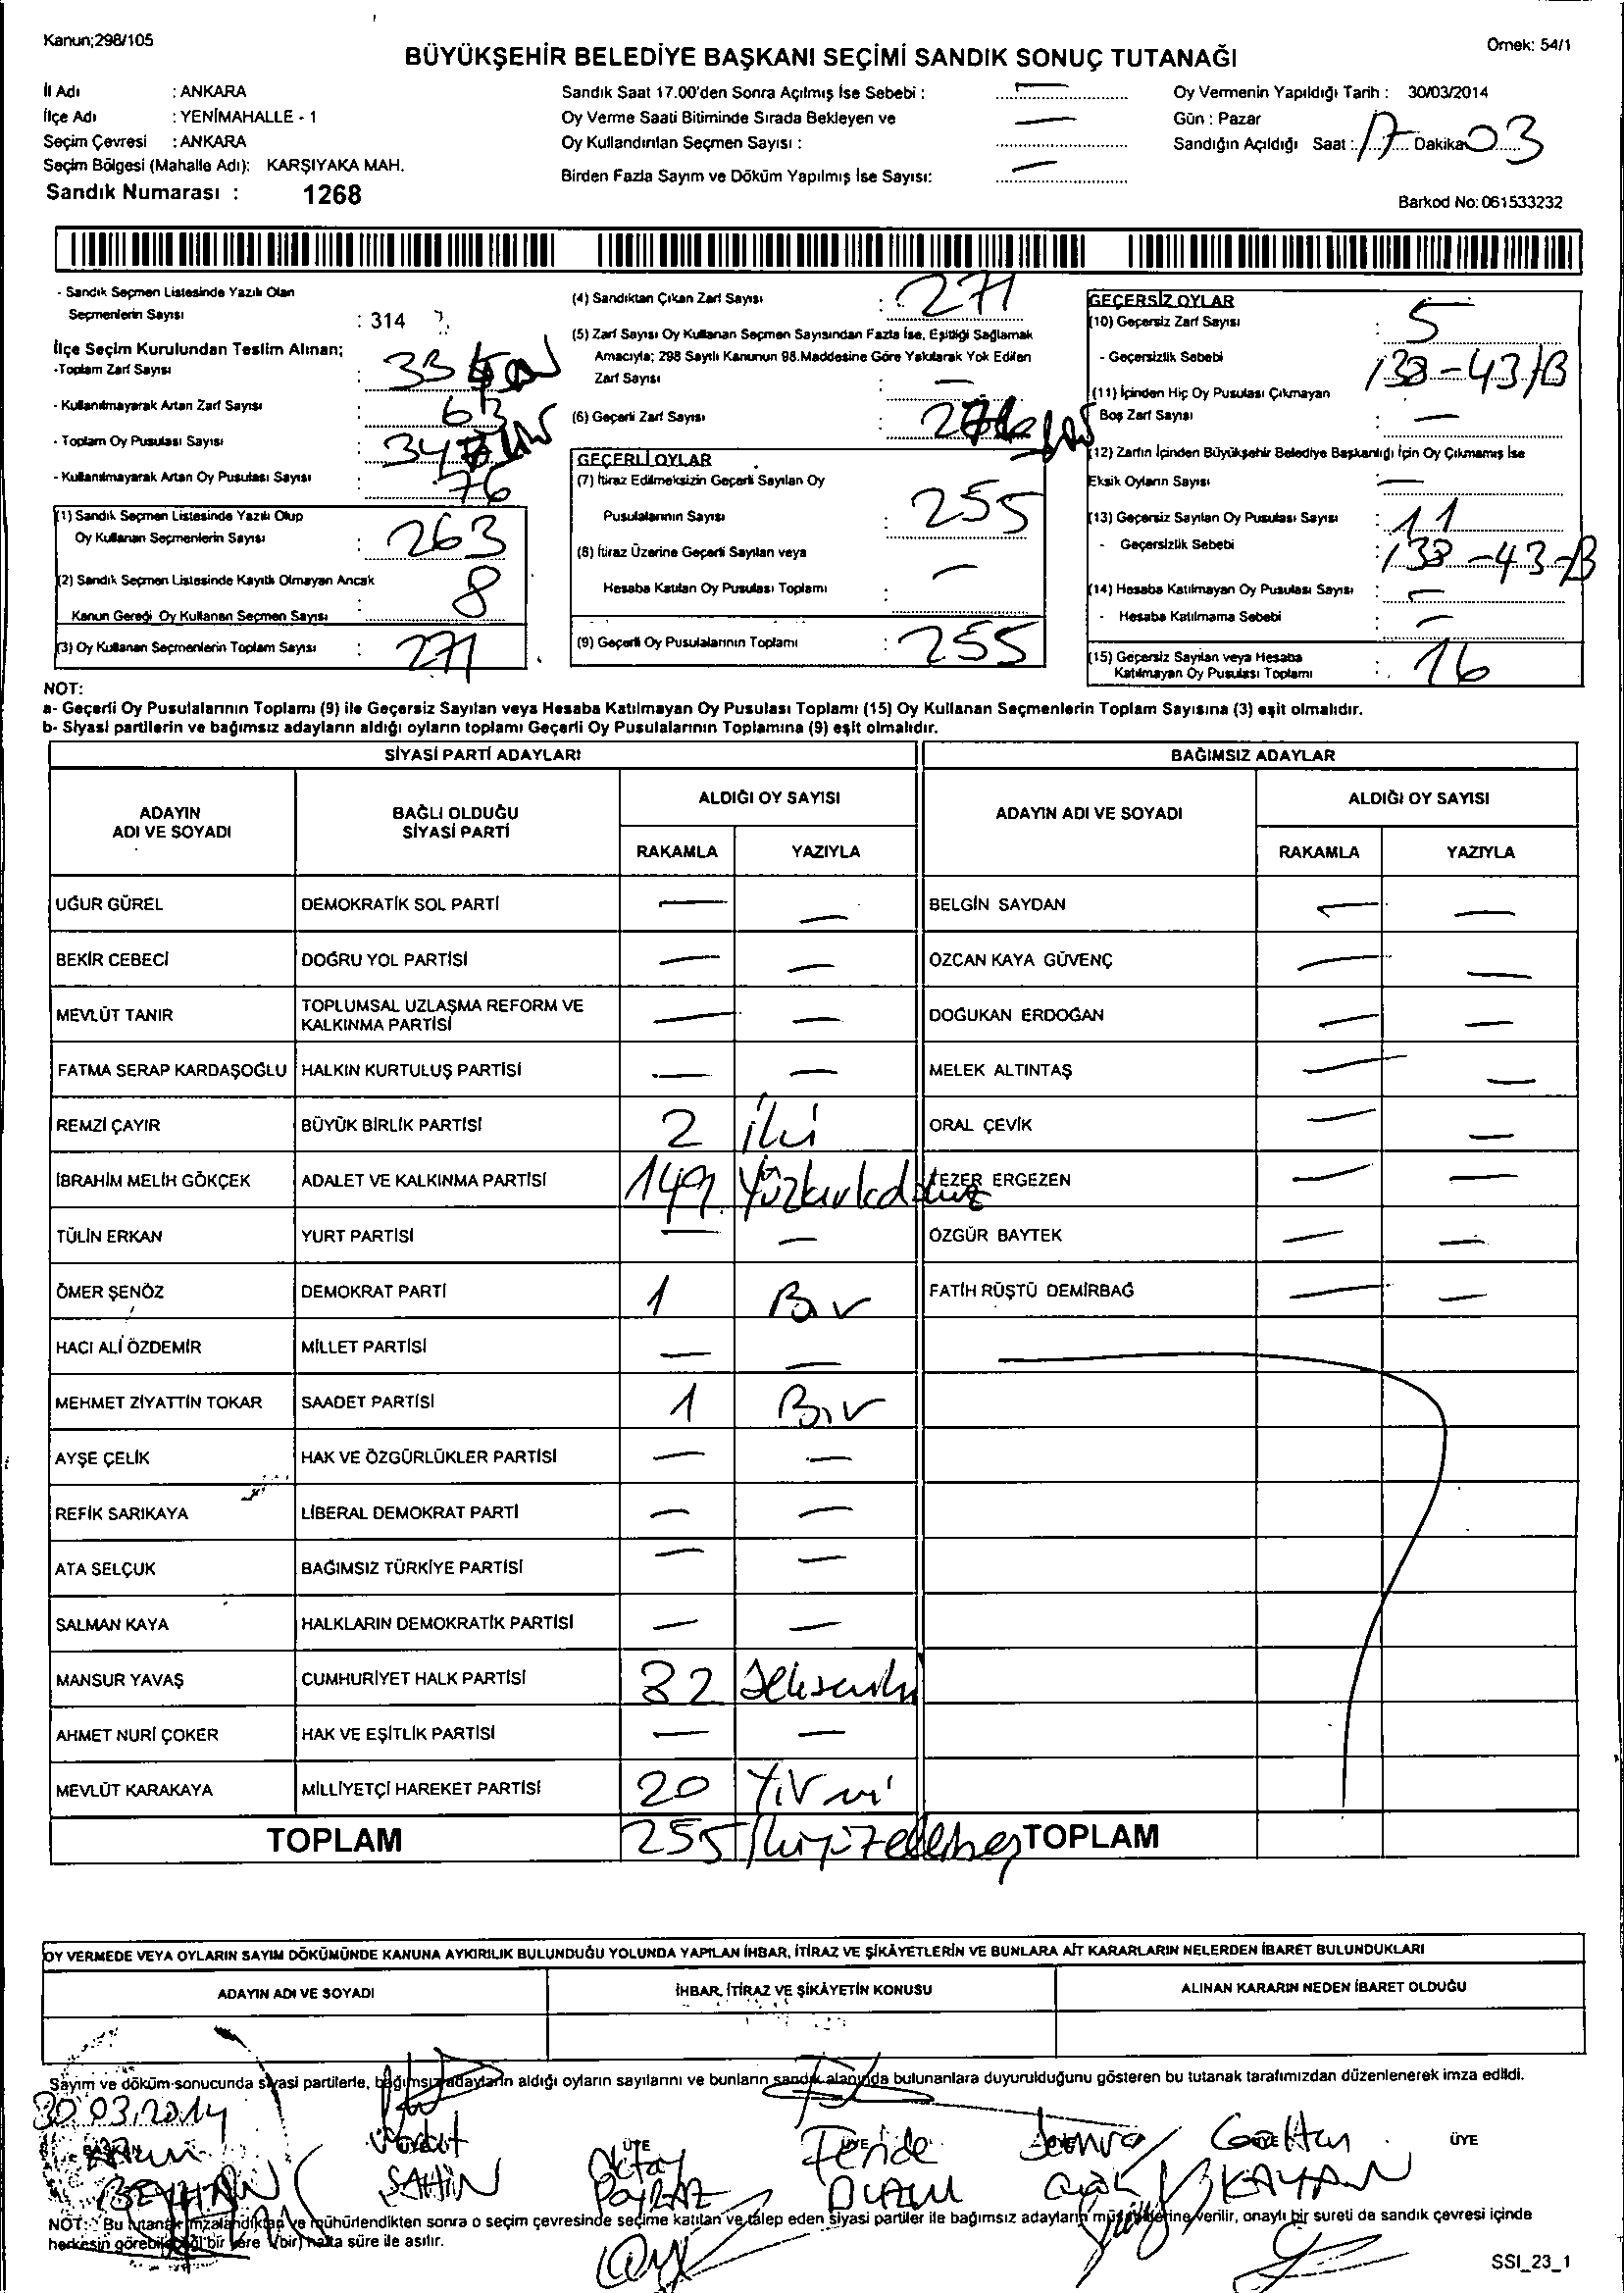 Kanun;298/105
Örnek: 54/1
BÜYÜKŞEHİR BELEDİYE BAŞKANI SEÇİMİ SANDIK SONUÇ TUTANAĞI
İl Adı : ANKARA
İlçe Adı : YENİMAHALLE - 1
Seçim Çevresi : ANKARA
Seçim Bölgesi (Mahalle Adı): KARŞIYAKA MAH.
Sandık Numarası : 1268
Sandık Saat 17.00'den Sonra Açılmış İse Sebebi : —
Oy Verme Saati Bitiminde Sırada Bekleyen ve —
Oy Kullandırılan Seçmen Sayısı :
Birden Fazla Sayım ve Döküm Yapılmış İse Sayısı: —
Oy Vermenin Yapıldığı Tarih : 30/03/2014
Gün : Pazar
Sandığın Açıldığı Saat : 17 Dakika 03
Barkod No: 061533232
- Sandık Seçmen Listesinde Yazılı Olan
Seçmenlerin Sayısı : 314
İlçe Seçim Kurulundan Teslim Alınan;
-Toplam Zarf Sayısı :
- Kullanılmayarak Artan Zarf Sayısı :
- Toplam Oy Pusulası Sayısı :
- Kullanılmayarak Artan Oy Pusulası Sayısı : 76
(1) Sandık Seçmen Listesinde Yazılı Olup
Oy Kullanan Seçmenlerin Sayısı : 263
(2) Sandık Seçmen Listesinde Kayıtlı Olmayan Ancak
Kanun Gereği Oy Kullanan Seçmen Sayısı : 8
(3) Oy Kullanan Seçmenlerin Toplam Sayısı : 271
(4) Sandıktan Çıkan Zarf Sayısı : 271
(5) Zarf Sayısı Oy Kullanan Seçmen Sayısından Fazla İse, Eşitliği Sağlamak
Amacıyla; 298 Sayılı Kanunun 98.Maddesine Göre Yakılarak Yok Edilen
Zarf Sayısı : —
(6) Geçerli Zarf Sayısı :
GEÇERLİ OYLAR
(7) İtiraz Edilmeksizin Geçerli Sayılan Oy
Pusulalarının Sayısı : 255
(8) İtiraz Üzerine Geçerli Sayılan veya
Hesaba Katılan Oy Pusulası Toplamı : —
(9) Geçerli Oy Pusulalarının Toplamı : 255
GEÇERSİZ OYLAR
(10) Geçersiz Zarf Sayısı : 5
- Geçersizlik Sebebi 138-43/B
(11) İçinden Hiç Oy Pusulası Çıkmayan
Boş Zarf Sayısı : —
(12) Zarfın İçinden Büyükşehir Belediye Başkanlığı İçin Oy Çıkmamış İse
Eksik Oyların Sayısı —
(13) Geçersiz Sayılan Oy Pusulası Sayısı : 11
- Geçersizlik Sebebi : 138-43-B
(14) Hesaba Katılmayan Oy Pusulası Sayısı : —
- Hesaba Katılmama Sebebi : —
(15) Geçersiz Sayılan veya Hesaba
Katılmayan Oy Pusulası Toplamı : 16
NOT:
a- Geçerli Oy Pusulalarının Toplamı (9) ile Geçersiz Sayılan veya Hesaba Katılmayan Oy Pusulası Toplamı (15) Oy Kullanan Seçmenlerin Toplam Sayısına (3) eşit olmalıdır.
b- Siyasi partilerin ve bağımsız adayların aldığı oyların toplamı Geçerli Oy Pusulalarının Toplamına (9) eşit olmalıdır.
SİYASİ PARTİ ADAYLARI BAĞIMSIZ ADAYLAR
ADAYIN ADI VE SOYADI BAĞLI OLDUĞU SİYASİ PARTİ ALDIĞI OY SAYISI ADAYIN ADI VE SOYADI ALDIĞI OY SAYISI
RAKAMLA YAZIYLA RAKAMLA YAZIYLA
UĞUR GÜREL DEMOKRATİK SOL PARTİ — — BELGİN SAYDAN — —
BEKİR CEBECİ DOĞRU YOL PARTİSİ — — ÖZCAN KAYA GÜVENÇ — —
MEVLÜT TANIR TOPLUMSAL UZLAŞMA REFORM VE KALKINMA PARTİSİ — — DOĞUKAN ERDOĞAN — —
FATMA SERAP KARDAŞOĞLU HALKIN KURTULUŞ PARTİSİ — — MELEK ALTINTAŞ — —
REMZİ ÇAYIR BÜYÜK BİRLİK PARTİSİ 2 iki ORAL ÇEVİK — —
İBRAHİM MELİH GÖKÇEK ADALET VE KALKINMA PARTİSİ 149 Yüzkırkdokuz TEZER ERGEZEN — —
TÜLİN ERKAN YURT PARTİSİ — — ÖZGÜR BAYTEK — —
ÖMER ŞENÖZ DEMOKRAT PARTİ 1 Bir FATİH RÜŞTÜ DEMİRBAĞ — —
HACI ALİ ÖZDEMİR MİLLET PARTİSİ — —
MEHMET ZİYATTİN TOKAR SAADET PARTİSİ 1 Bir
AYŞE ÇELİK HAK VE ÖZGÜRLÜKLER PARTİSİ — —
REFİK SARIKAYA LİBERAL DEMOKRAT PARTİ — —
ATA SELÇUK BAĞIMSIZ TÜRKİYE PARTİSİ — —
SALMAN KAYA HALKLARIN DEMOKRATİK PARTİSİ — —
MANSUR YAVAŞ CUMHURİYET HALK PARTİSİ 82 Sekseniki
AHMET NURİ ÇOKER HAK VE EŞİTLİK PARTİSİ — —
MEVLÜT KARAKAYA MİLLİYETÇİ HAREKET PARTİSİ 20 Yirmi
TOPLAM 255 İkiyüzellibeş TOPLAM
OY VERMEDE VEYA OYLARIN SAYIM DÖKÜMÜNDE KANUNA AYKIRILIK BULUNDUĞU YOLUNDA YAPILAN İHBAR, İTİRAZ VE ŞİKÂYETLERİN VE BUNLARA AİT KARARLARIN NELERDEN İBARET BULUNDUKLARI
ADAYIN ADI VE SOYADI İHBAR, İTİRAZ VE ŞİKÂYETİN KONUSU ALINAN KARARIN NEDEN İBARET OLDUĞU
Sayım ve döküm sonucunda siyasi partilerle, bağımsız adayların aldığı oyların sayılarını ve bunların sandık alanında bulunanlara duyurulduğunu gösteren bu tutanak tarafımızdan düzenlenerek imza edildi.
30.03.2014
BAŞKAN ÜYE ÜYE
BEYHAN ŞAHİN Oktay POYRAZ Feride KAYAN
NOT: Bu tutanak imzalandıktan ve mühürlendikten sonra o seçim çevresinde seçime katılan ve talep eden siyasi partiler ile bağımsız adayların müşahitlerine verilir, onaylı bir sureti de sandık çevresi içinde
herkesin görebileceği bir yere 1(bir) hafta süre ile asılır.
SSI_23_1